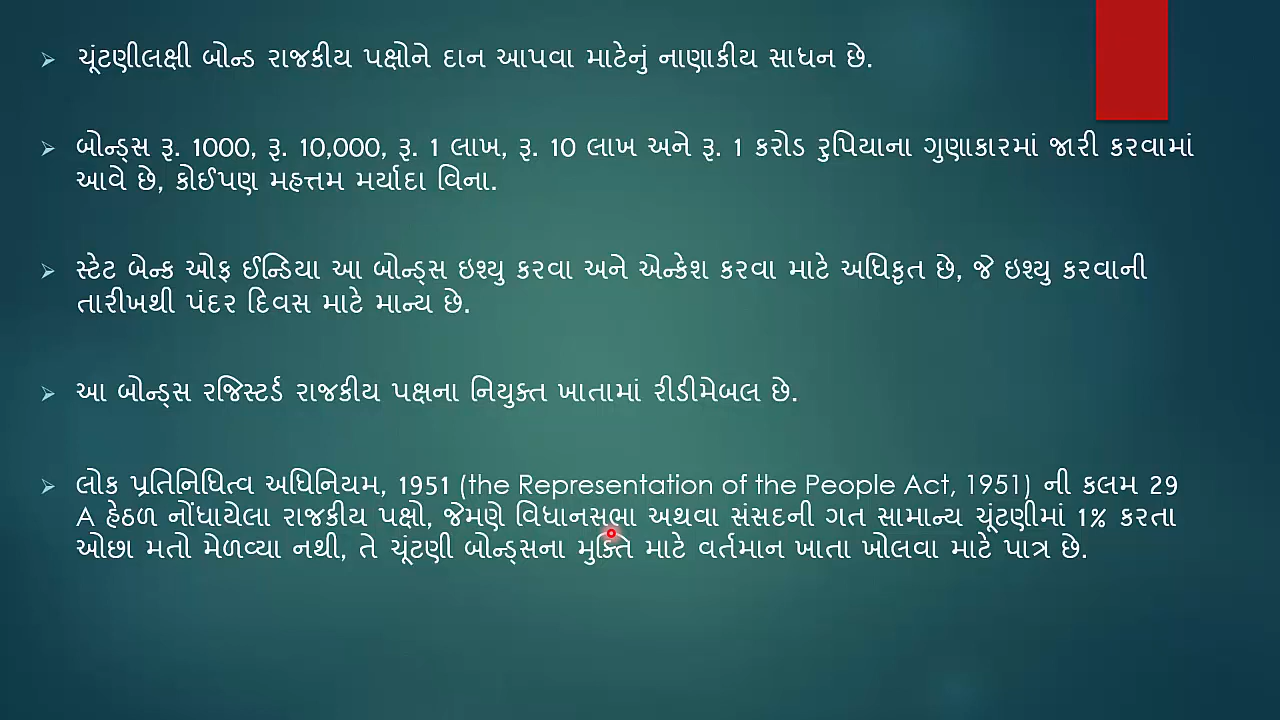 ચૂંટણીલક્ષી બોન્ડ રાજકીય પક્ષોને દાન આપવા માટેનું નાણાકીય સાધન છે.
બોન્ડ્સ રૂ. 1000, રૂ. 10,000, રૂ. 1 લાખ, રૂ. 10 લાખ અને રૂ. 1 કરોડ રુપિયાના ગુણાકારમાં જારી કરવામાં
આવે છે, કોઈપણ મહત્તમ મર્યાદા વિના.
સ્ટેટ બેન્ક ઓફ ઈન્ડિયા આ બોન્ડ્સ ઇશ્યુ કરવા અને એન્કેશ કરવા માટે અધિકૃત છે, જે ઇશ્યુ કરવાની
તારીખથી પંદર દિવસ માટે માન્ય છે.
આ બોન્ડ્સ રજિસ્ટર્ડ રાજકીય પક્ષના નિયુક્ત ખાતામાં રીડીમેબલ છે.
લોક પ્રતિનિધિત્વ અધિનિયમ, 1951 (the Representation of the People Act, 1951) ની કલમ 29
A હેઠળ નોંધાયેલા રાજકીય પક્ષો, જેમણે વિધાનસભા અથવા સંસદની ગત સામાન્ય ચૂંટણીમાં 1% કરતા
ઓછા મતો મેળવ્યા નથી, તે ચૂંટણી બોન્ડ્સના મુક્તિ માટે વર્તમાન ખાતા ખોલવા માટે પાત્ર છે.